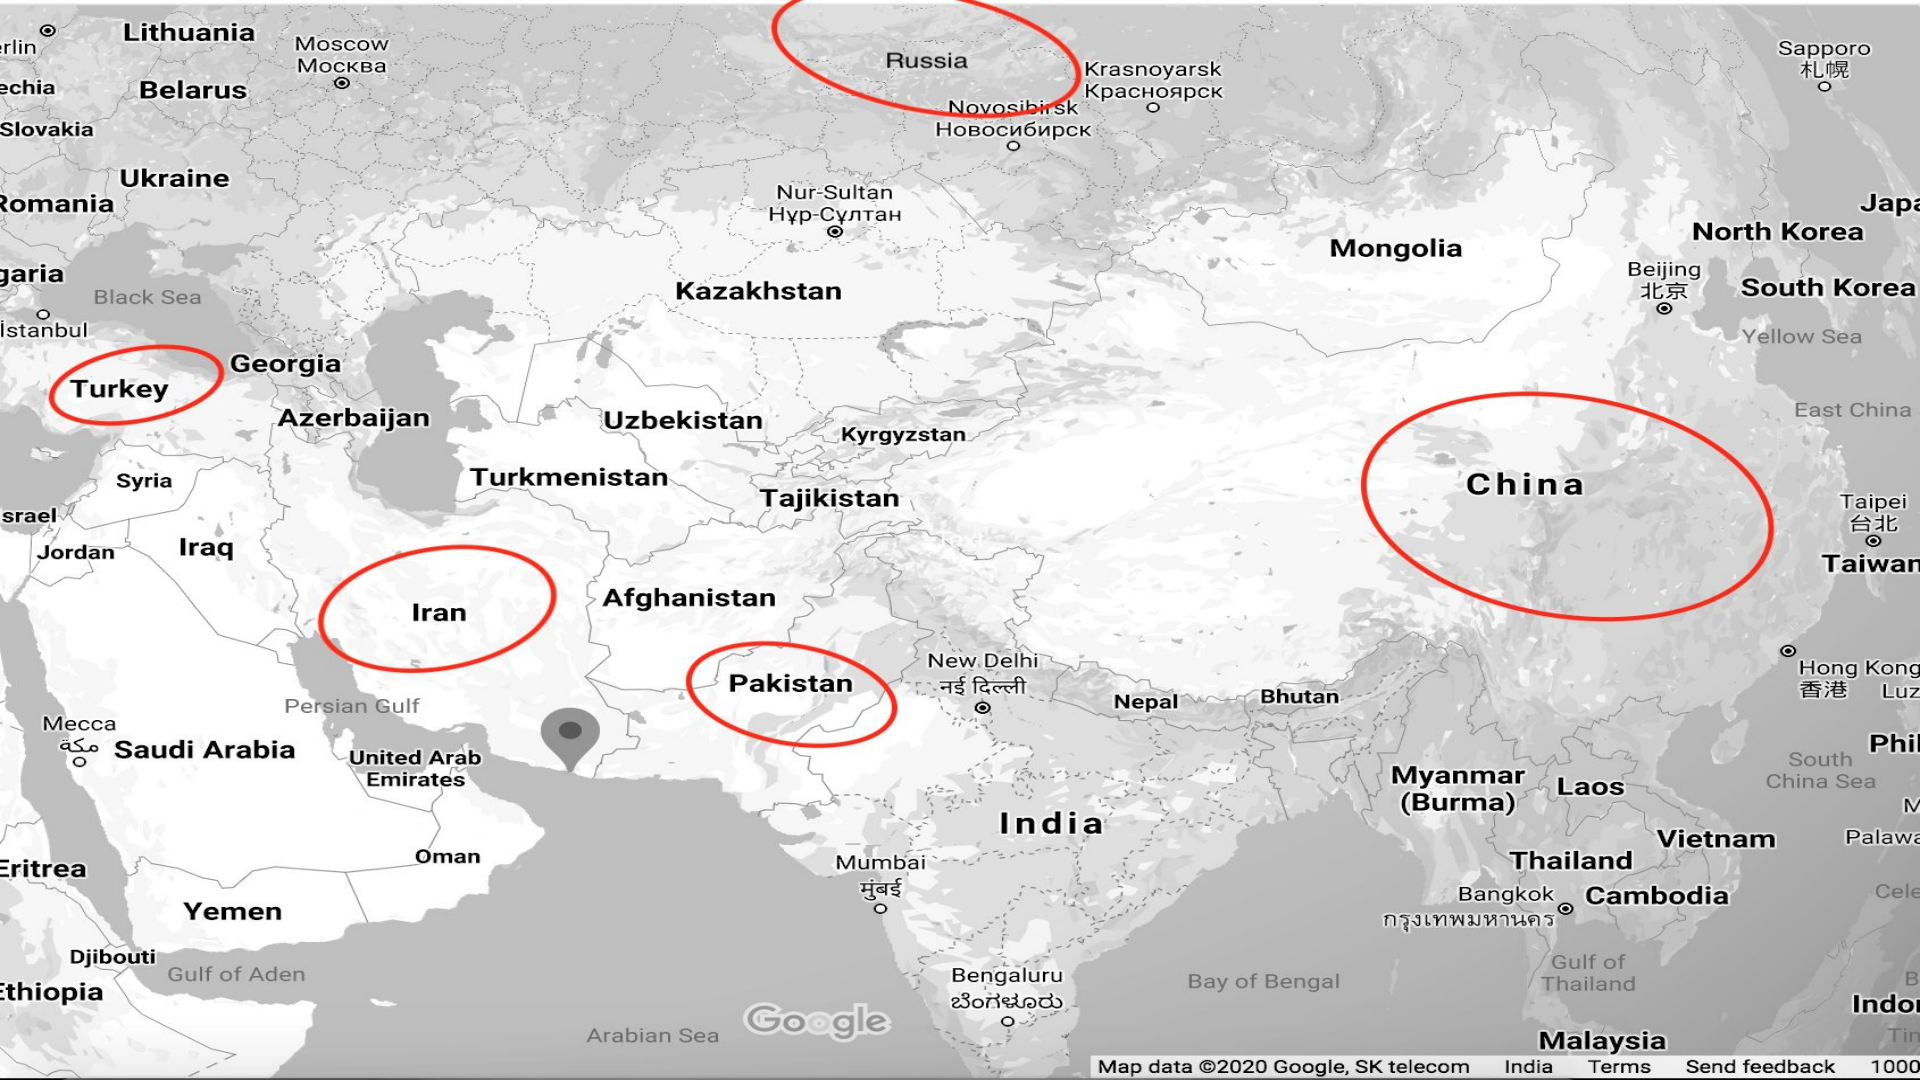 Lithuania
Moscow
Москва
Sapporo
札幌
rlin
Russia
Krasnoyarsk
Красноярск
echia
Belarus
Novosibirsk
Новосибирск
Slovakia
Ukraine
Nur-Sultan
Нұр-Сұлтан
Romania
Japa
North Korea
Mongolia
Beijing
北京
garia
Black Sea
Kazakhstan
South Korea
İstanbul
Yellow Sea
Georgia
Turkey
Azerbaijan
Uzbekistan
Kyrgyzstan
East China
Syria
Turkmenistan
Tajikistan
China
Taipei
台北
srael
Jordan
Iraq
Taiwan
Iran
Afghanistan
New Delhi
नई दिल्ली
Pakistan
Nepal
Bhutan
Hong Kong
香港
Luz
Persian Gulf
Mecca
مكة
Saudi Arabia
United Arab
Emirates
Phil
South
China Sea
Myanmar
(Burma)
Laos
India
Vietnam
Palawa
Oman
Mumbai
मुंबई
Thailand
Eritrea
Bangkok
กรุงเทพมหานคร
Cambodia
Cele
Yemen
Djibouti
Gulf of Aden
Gulf of
Thailand
Bengaluru
ಬೆಂಗಳೂರು
Bay of Bengal
Ethiopia
Indon
Google
Arabian Sea
Malaysia
Tim
Map data ©2020 Google, SK telecom India Terms Send feedback 1000